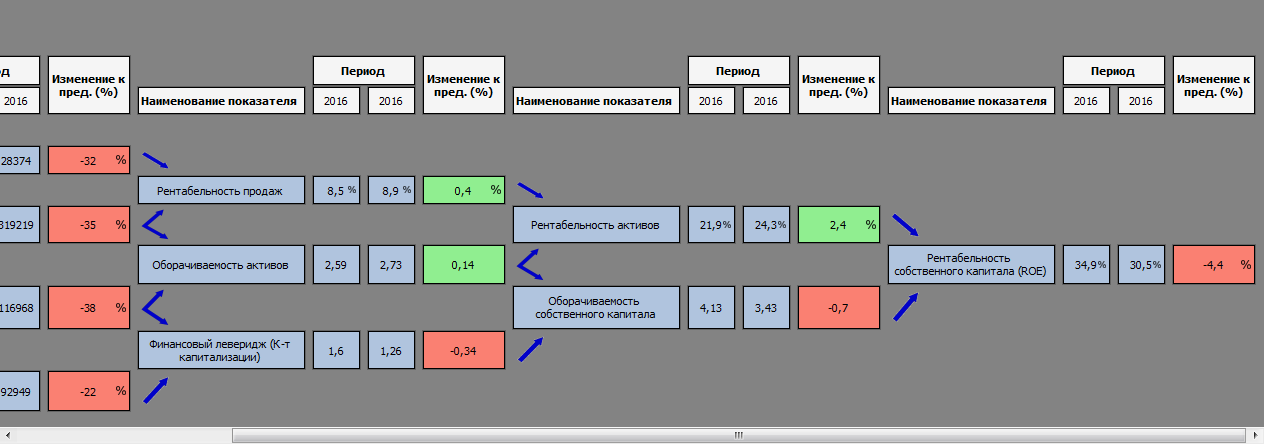 од
Изменение к
пред. (%)
Период
Изменение к
пред. (%)
Период
Изменение к
пред. (%)
Период
Изменение к
пред. (%)
2016
Наименование показателя
2016
2016
Наименование показателя
2016
2016
Наименование показателя
2016
2016
28374
-32 %
Рентабельность продаж
8,5 %
8,9 %
0,4 %
319219
-35 %
Рентабельность активов
21,9%
24,3%
2,4 %
Оборачиваемость активов
2,59
2,73
0,14
Рентабельность
собственного капитала (ROE)
34,9%
30,5%
-4,4 %
116968
-38 %
Оборачиваемость
собственного капитала
4,13
3,43
-0,7
Финансовый леверидж (К-т
капитализации)
1,6
1,26
-0,34
92949
-22 %